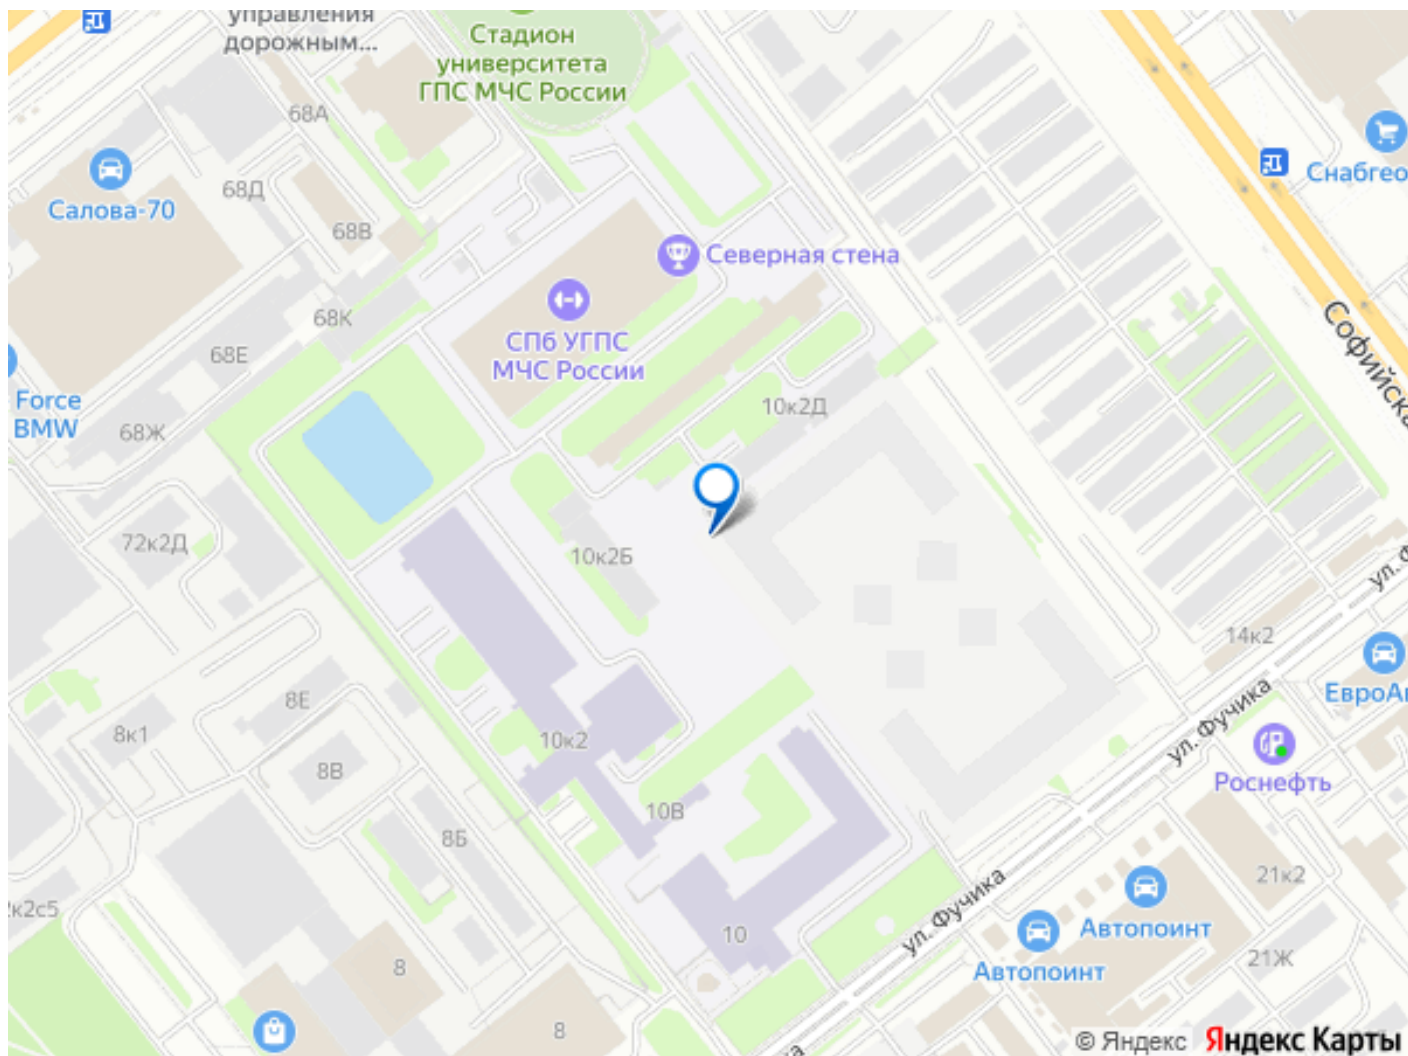 управления
дорожным...
Стадион
университета
ГПС МЧС России
68А
Салова-70
68Д
68В
Снабгео
Северная стена
68К
СПб УГПС
МЧС России
68Е
Софийска
Force
BMW
68Ж
10к2Д
72к2Д
10к2Б
ул. Ф
14к2
8Е
8к1
ул. Фучика
ЕвроА
10к2
8В
Роснефть
10В
8Б
21к2
к2с5
ул. Фучика
Автопоинт
10
Автопоинт
21Ж
8
8
© Яндекс Яндекс Карты